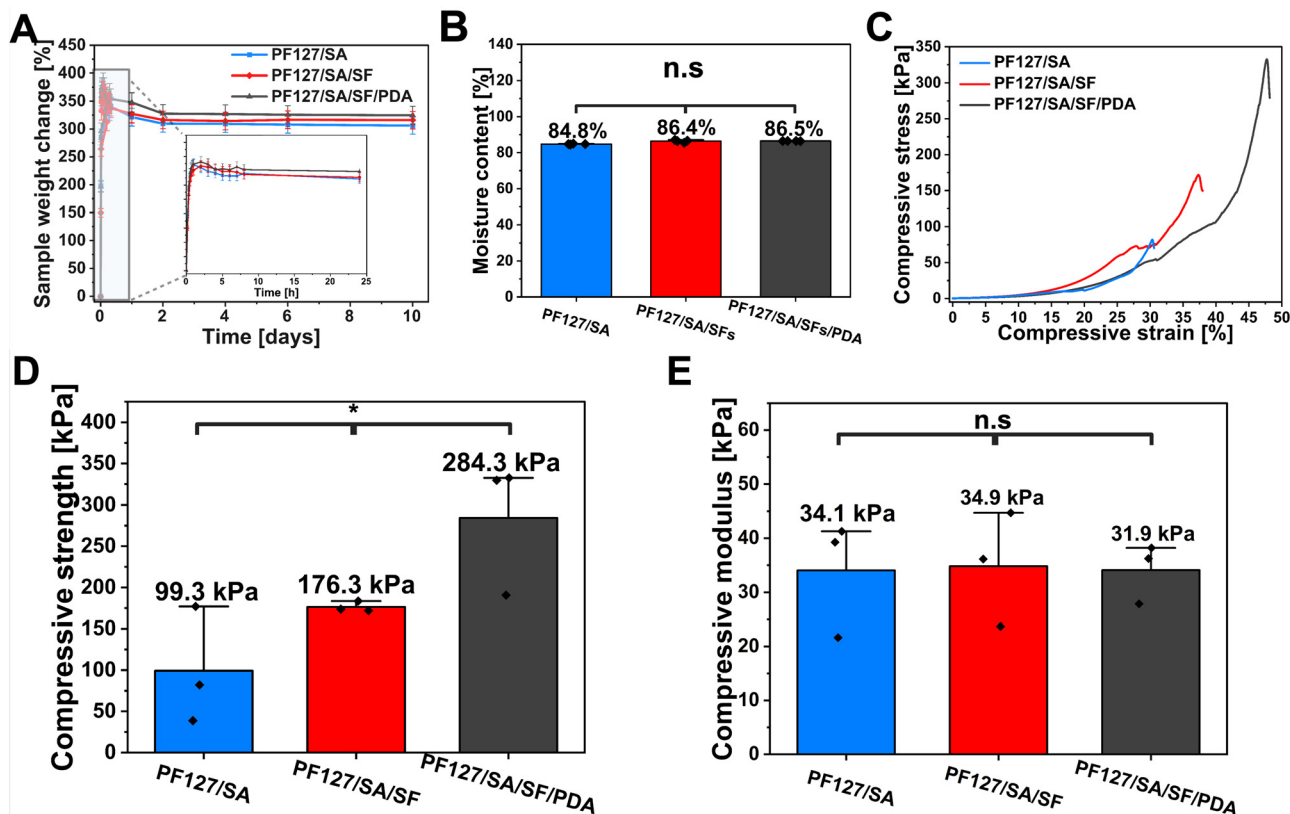 A
Sample weight change [%]
450
400
350
300
250
200
150
100
50
0
PF127/SA
PF127/SA/SF
PF127/SA/SF/PDA
0 5 10 15 20 25
Time [h]
0 2 4 6 8 10
Time [days]
B
Moisture content [%]
140
120
100
80
60
40
20
0
n.s
84.8%
86.4%
86.5%
PF127/SA
PF127/SA/SFs
PF127/SA/SFs/PDA
C
Compressive stress [kPa]
350
300
250
200
150
100
50
0
PF127/SA
PF127/SA/SF
PF127/SA/SF/PDA
0 5 10 15 20 25 30 35 40 45 50
Compressive strain [%]
D
Compressive strength [kPa]
400
350
300
250
200
150
100
50
0
*
99.3 kPa
176.3 kPa
284.3 kPa
PF127/SA
PF127/SA/SF
PF127/SA/SF/PDA
E
Compressive modulus [kPa]
60
50
40
30
20
10
0
n.s
34.1 kPa
34.9 kPa
31.9 kPa
PF127/SA
PF127/SA/SF
PF127/SA/SF/PDA